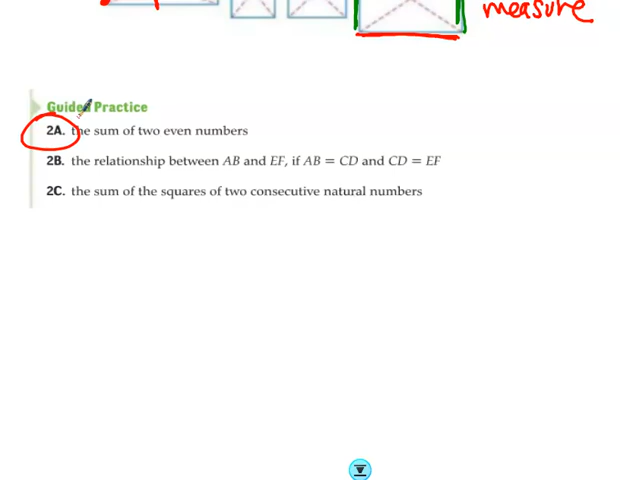 measure
Guided Practice
2A. the sum of two even numbers
2B. the relationship between AB and EF, if AB = CD and CD = EF
2C. the sum of the squares of two consecutive natural numbers